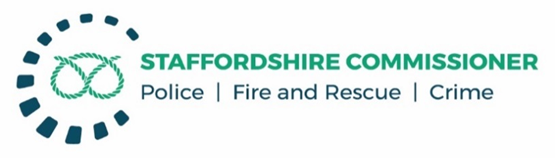 STAFFORDSHIRE COMMISSIONER
Police | Fire and Rescue | Crime